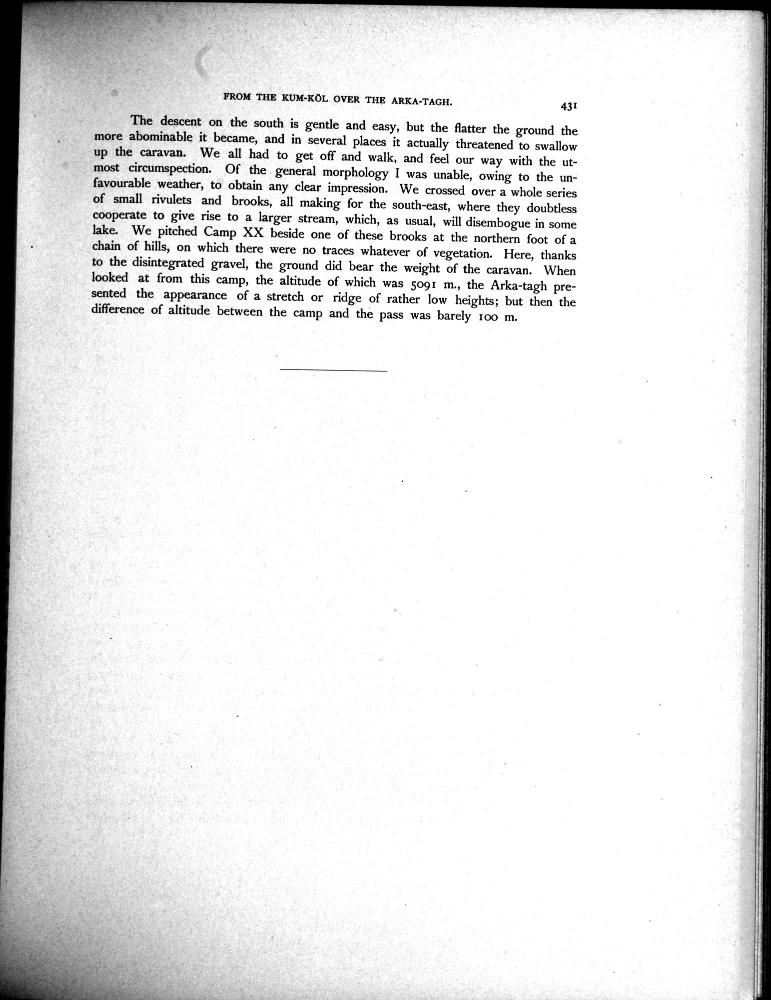 FROM THE KUM-KÖL OVER THE ARKA-TAGH.
431
The descent on the south is gentle and easy, but the flatter the ground the
more abominable it became, and in several places it actually threatened to swallow
up the caravan. We all had to get off and walk, and feel our way with the ut-
most circumspection. Of the general morphology I was unable, owing to the un-
favourable weather, to obtain any clear impression. We crossed over a whole series
of small rivulets and brooks, all making for the south-east, where they doubtless
cooperate to give rise to a larger stream, which, as usual, will disembogue in some
lake. We pitched Camp XX beside one of these brooks at the northern foot of a
chain of hills, on which there were no traces whatever of vegetation. Here, thanks
to the disintegrated gravel, the ground did bear the weight of the caravan. When
looked at from this camp, the altitude of which was 5091 m., the Arka-tagh pre-
sented the appearance of a stretch or ridge of rather low heights; but then the
difference of altitude between the camp and the pass was barely 100 m.